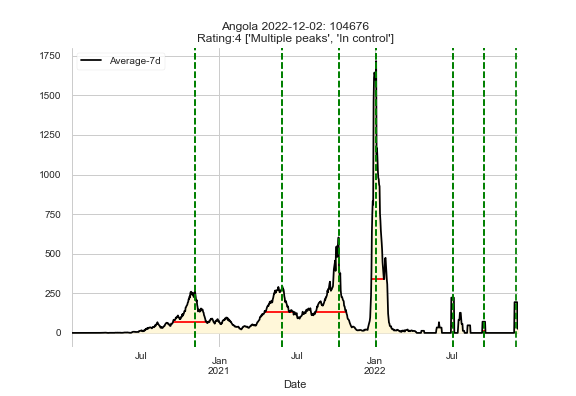 Angola 2022-12-02: 104676
Rating:4 ['Multiple peaks', 'In control']
Average-7d
1750
1500
1250
1000
750
500
250
0
Jul
Jan
2021
Jul
Jan
2022
Jul
Date